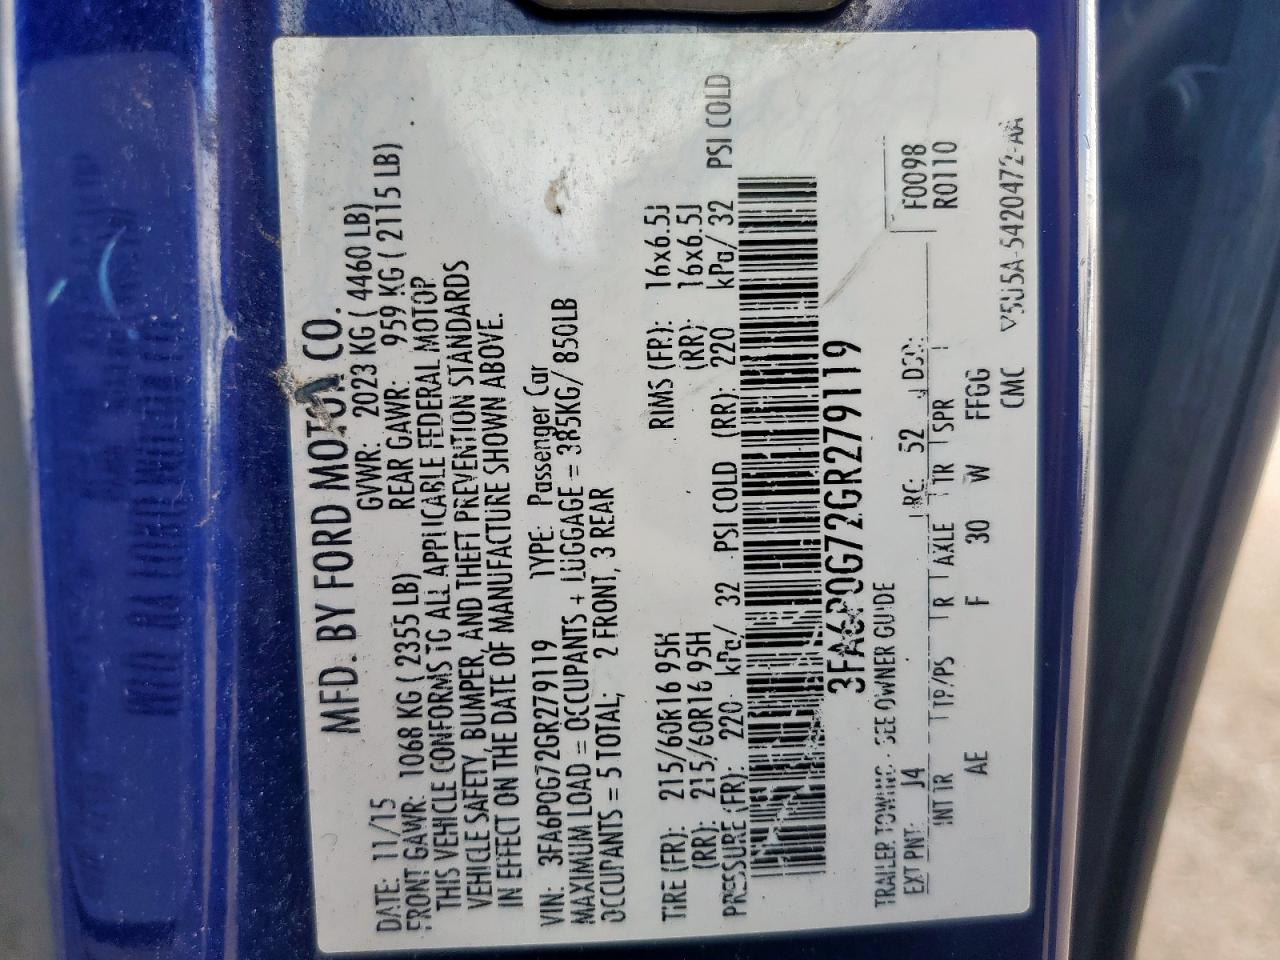 MFD. BY FORD MOTOR CO.
DATE: 11/15 GVWR: 2023 KG ( 4460 LB)
FRONT GAWR: 1068 KG ( 2355 LB) REAR GAWR: 959 KG ( 2115 LB)
THIS VEHICLE CONFORMS TO ALL APPLICABLE FEDERAL MOTOR
VEHICLE SAFETY, BUMPER, AND THEFT PREVENTION STANDARDS
IN EFFECT ON THE DATE OF MANUFACTURE SHOWN ABOVE.
VIN: 3FA6P0G72GR279119 TYPE: Passenger Car
MAXIMUM LOAD = OCCUPANTS + LUGGAGE = 385KG/ 850LB
OCCUPANTS = 5 TOTAL; 2 FRONT, 3 REAR
TIRE (FR): 215/60R16 95H RIMS (FR): 16x6.5J
(RR): 215/60R16 95H (RR): 16x6.5J
PRESSURE (FR): 220 kPa/ 32 PSI COLD (RR): 220 kPa/ 32 PSI COLD
3FA6P0G72GR279119
TRAILER TOWING - SEE OWNER GUIDE
F0098
EXT PNT: J4 RC: 52 DSO:
R0110
INT TR TP/PS R AXLE TR SPR
AE F 30 W FFGG
CMC V5U5A-5420472-AA